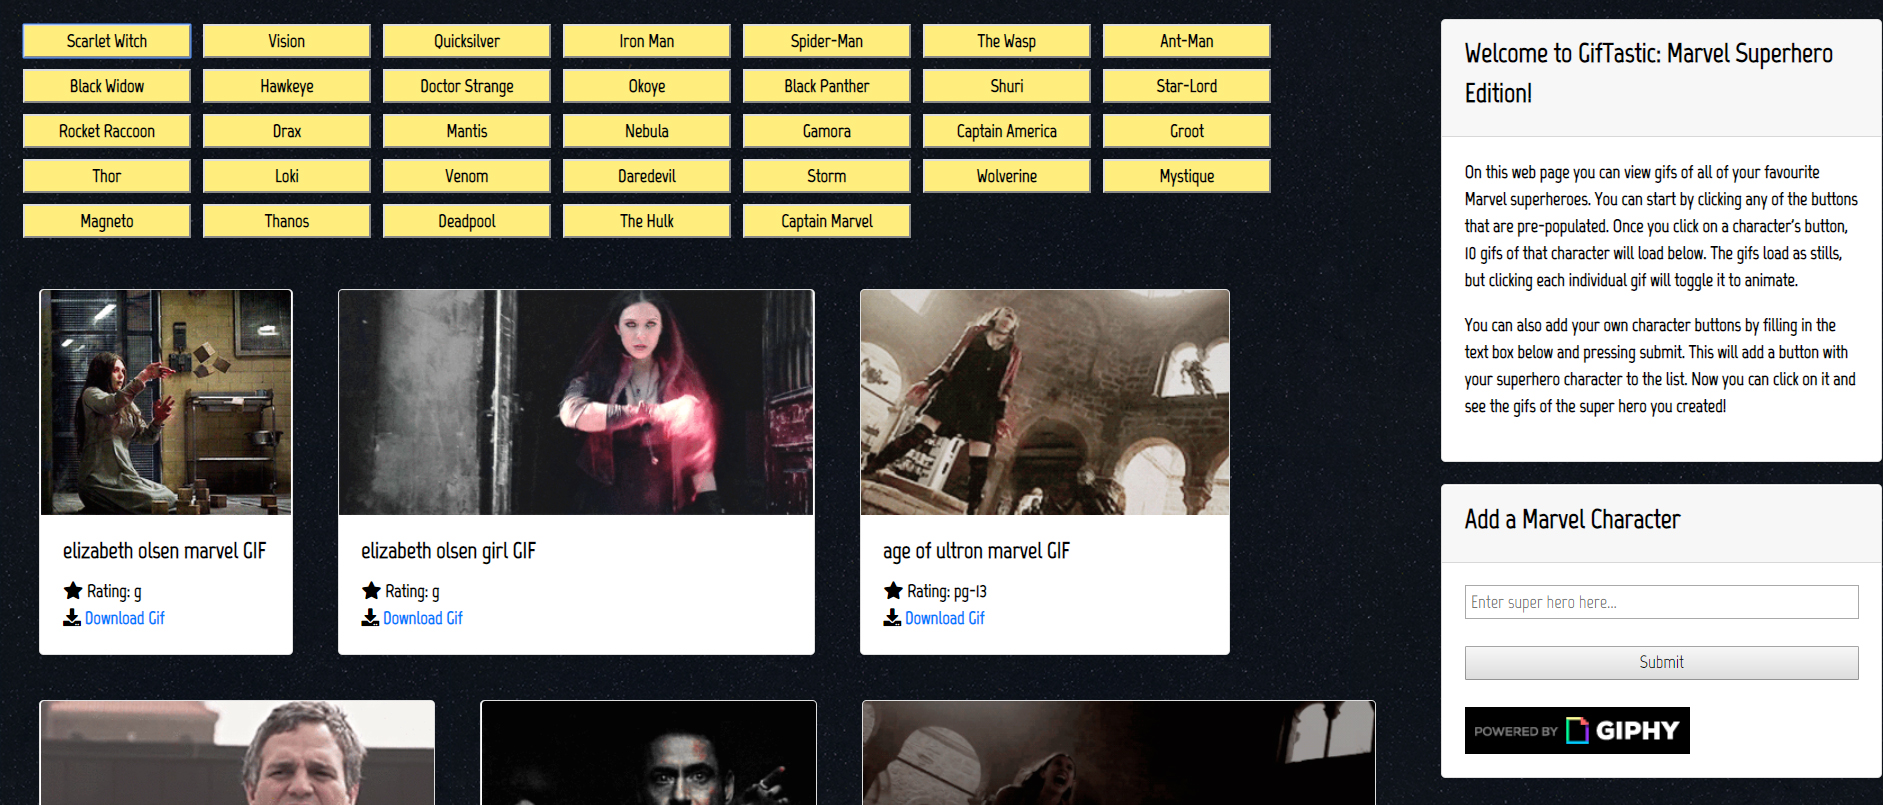 Scarlet Witch
Vision
Quicksilver
Iron Man
Spider-Man
The Wasp
Ant-Man
Black Widow
Hawkeye
Doctor Strange
Okoye
Black Panther
Shuri
Star-Lord
Rocket Raccoon
Drax
Mantis
Nebula
Gamora
Captain America
Groot
Thor
Loki
Venom
Daredevil
Storm
Wolverine
Mystique
Magneto
Thanos
Deadpool
The Hulk
Captain Marvel
elizabeth olsen marvel GIF
Rating: g
Download Gif
elizabeth olsen girl GIF
Rating: g
Download Gif
age of ultron marvel GIF
Rating: pg-13
Download Gif
Welcome to GifTastic: Marvel Superhero
Edition!
On this web page you can view gifs of all of your favourite
Marvel superheroes. You can start by clicking any of the buttons
that are pre-populated. Once you click on a character's button,
10 gifs of that character will load below. The gifs load as stills,
but clicking each individual gif will toggle it to animate.
You can also add your own character buttons by filling in the
text box below and pressing submit. This will add a button with
your superhero character to the list. Now you can click on it and
see the gifs of the super hero you created!
Add a Marvel Character
Enter super hero here...
Submit
POWERED BY GIPHY